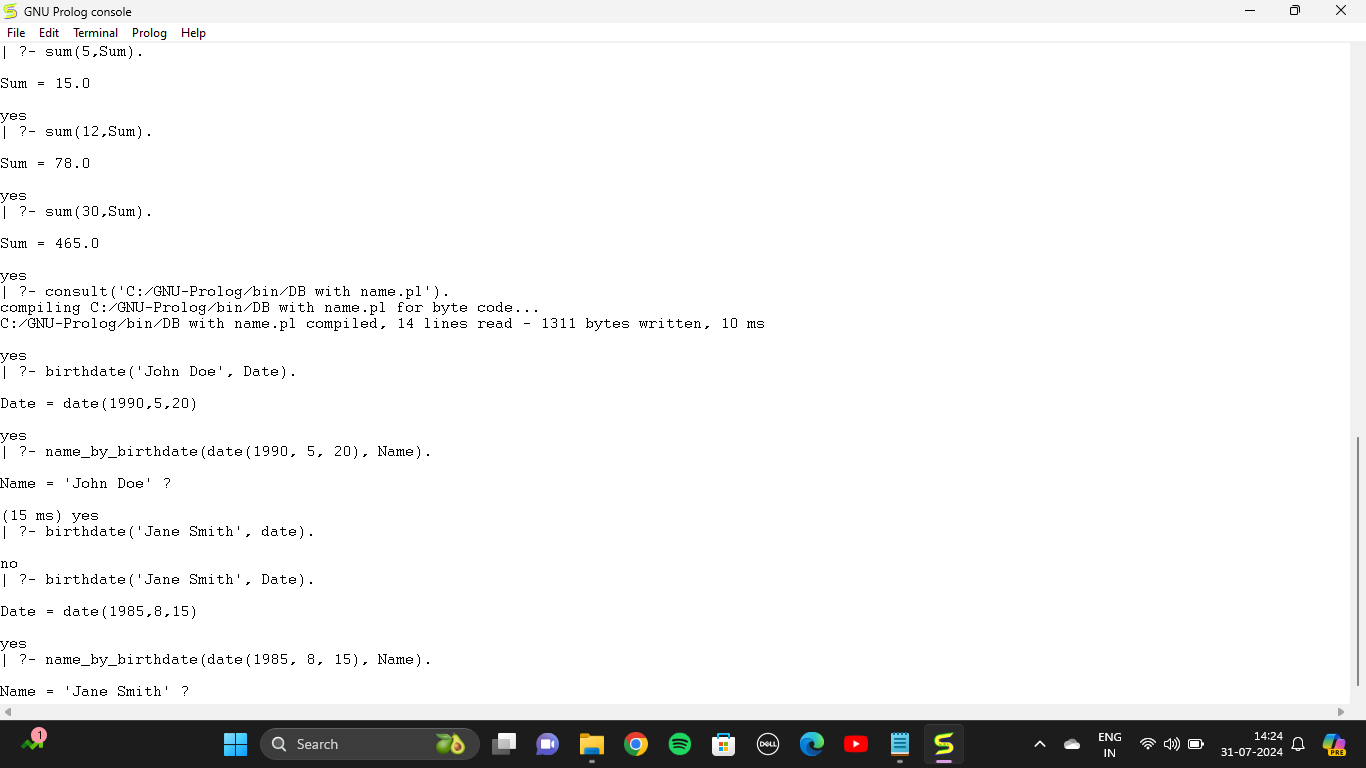 GNU Prolog console
File Edit Terminal Prolog Help
| ?- sum(5,Sum).
Sum = 15.0
yes
| ?- sum(12,Sum).
Sum = 78.0
yes
| ?- sum(30,Sum).
Sum = 465.0
yes
| ?- consult('C:/GNU-Prolog/bin/DB with name.pl').
compiling C:/GNU-Prolog/bin/DB with name.pl for byte code...
C:/GNU-Prolog/bin/DB with name.pl compiled, 14 lines read - 1311 bytes written, 10 ms
yes
| ?- birthdate('John Doe', Date).
Date = date(1990,5,20)
yes
| ?- name_by_birthdate(date(1990, 5, 20), Name).
Name = 'John Doe' ?
(15 ms) yes
| ?- birthdate('Jane Smith', date).
no
| ?- birthdate('Jane Smith', Date).
Date = date(1985,8,15)
yes
| ?- name_by_birthdate(date(1985, 8, 15), Name).
Name = 'Jane Smith' ?
1
Search
DELL
ENG
IN
14:24
31-07-2024
PRE